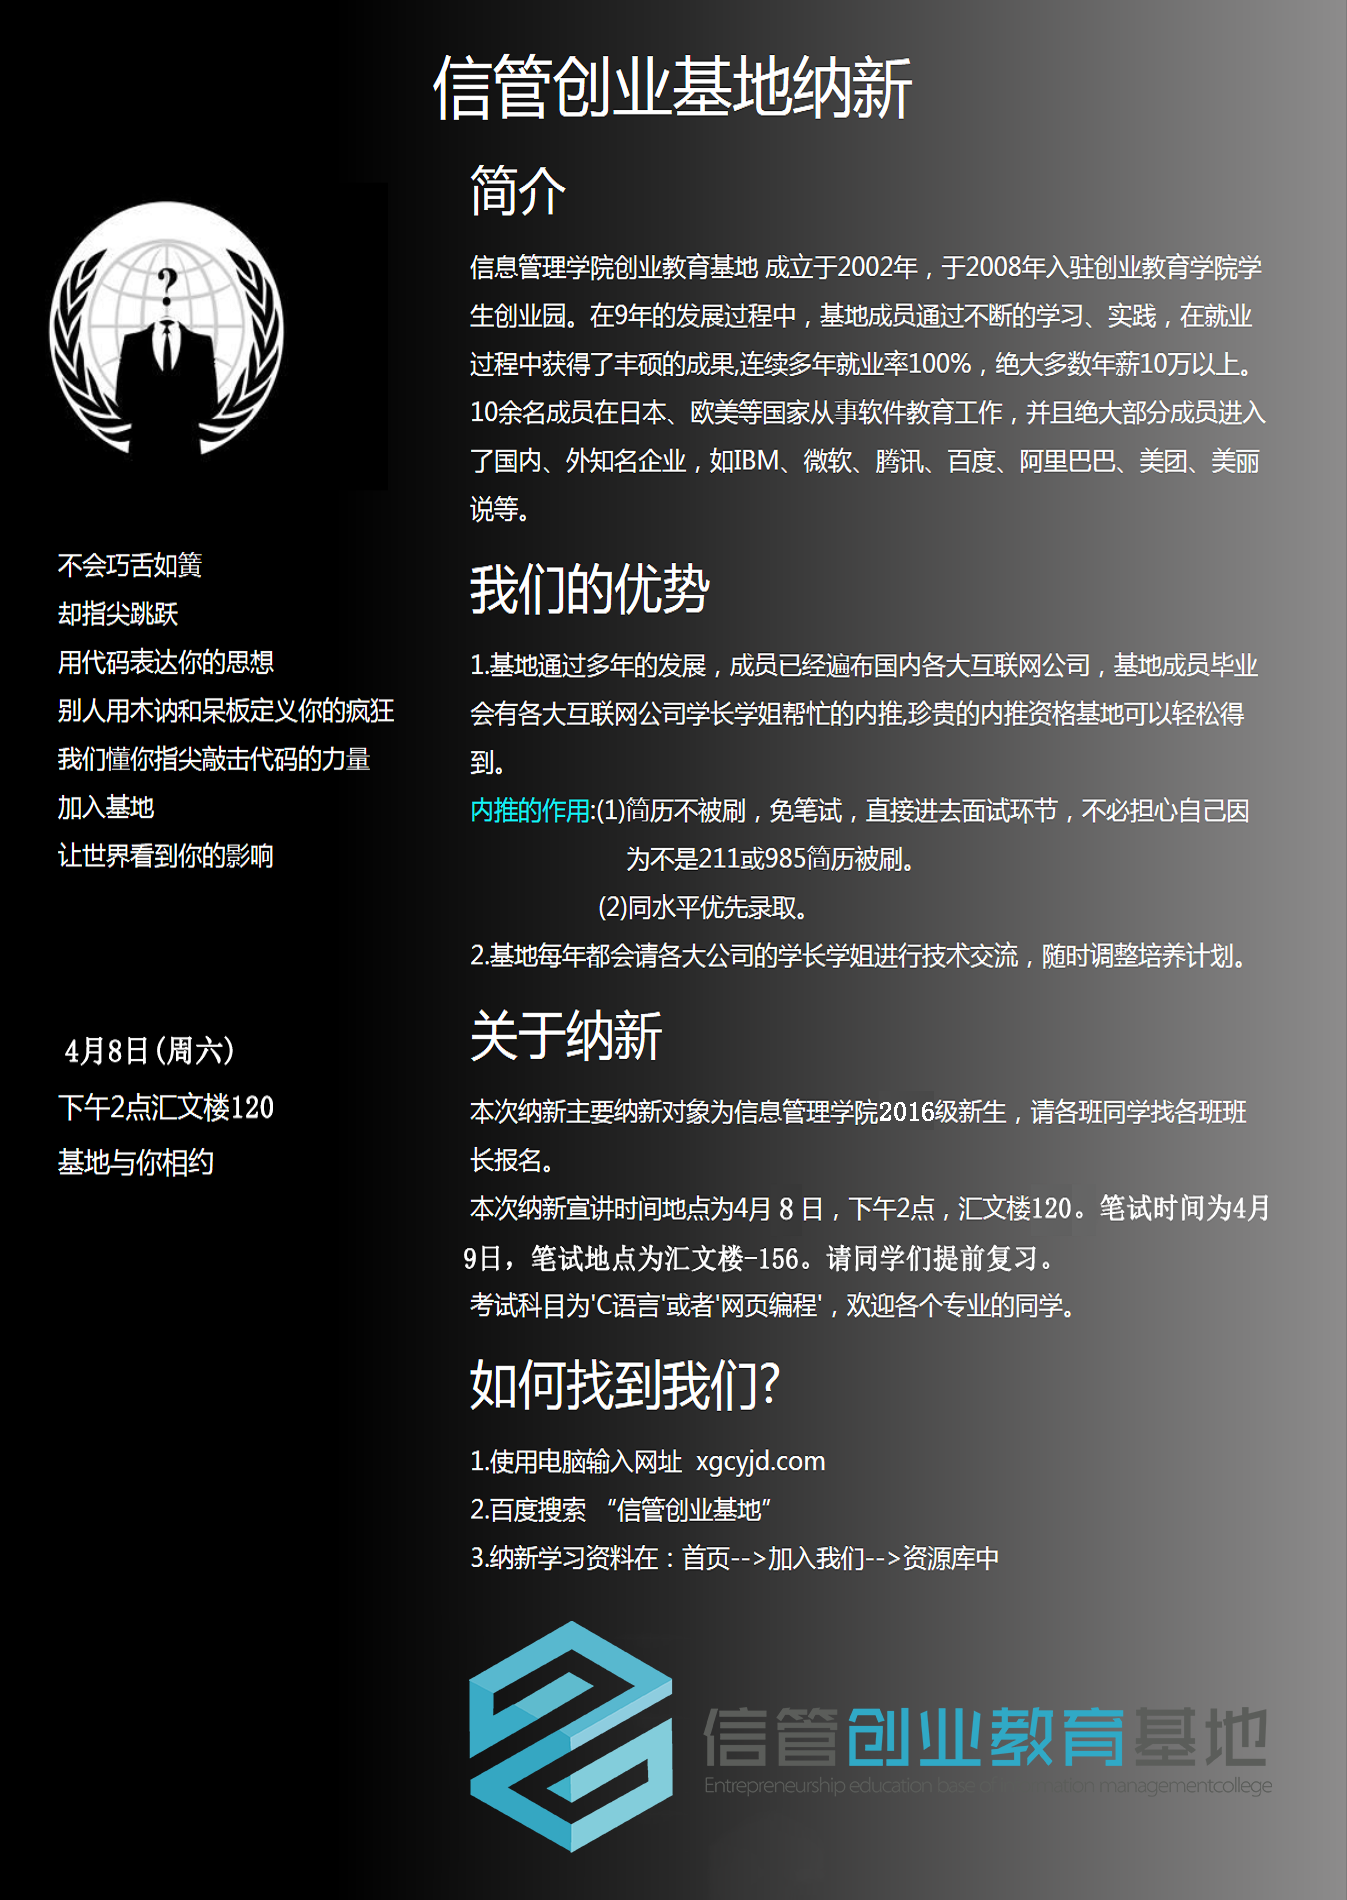 信管创业基地纳新
?
不会巧舌如簧
却指尖跳跃
用代码表达你的思想
别人用木讷和呆板定义你的疯狂
我们懂你指尖敲击代码的力量
加入基地
让世界看到你的影响
4月8日(周六)
下午2点汇文楼120
基地与你相约
简介
信息管理学院创业教育基地 成立于2002年，于2008年入驻创业教育学院学
生创业园。在9年的发展过程中，基地成员通过不断的学习、实践，在就业
过程中获得了丰硕的成果,连续多年就业率100%，绝大多数年薪10万以上。
10余名成员在日本、欧美等国家从事软件教育工作，并且绝大部分成员进入
了国内、外知名企业，如IBM、微软、腾讯、百度、阿里巴巴、美团、美丽
说等。
我们的优势
1.基地通过多年的发展，成员已经遍布国内各大互联网公司，基地成员毕业
会有各大互联网公司学长学姐帮忙的内推,珍贵的内推资格基地可以轻松得
到。
内推的作用:(1)简历不被刷，免笔试，直接进去面试环节，不必担心自己因
为不是211或985简历被刷。
(2)同水平优先录取。
2.基地每年都会请各大公司的学长学姐进行技术交流，随时调整培养计划。
关于纳新
本次纳新主要纳新对象为信息管理学院2016级新生，请各班同学找各班班
长报名。
本次纳新宣讲时间地点为4月 8 日，下午2点，汇文楼120。笔试时间为4月
9日，笔试地点为汇文楼-156。请同学们提前复习。
考试科目为'C语言'或者'网页编程'，欢迎各个专业的同学。
如何找到我们?
1.使用电脑输入网址 xgcyjd.com
2.百度搜索 “信管创业基地”
3.纳新学习资料在：首页-->加入我们-->资源库中
信管创业教育基地
Entrepreneurship education base of information managementcollege